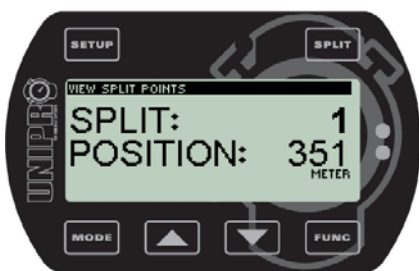 SETUP SPLIT
VIEW SPLIT POINTS
SPLIT: 1
POSITION: 351
METER
UNIPRO
MODE FUNC